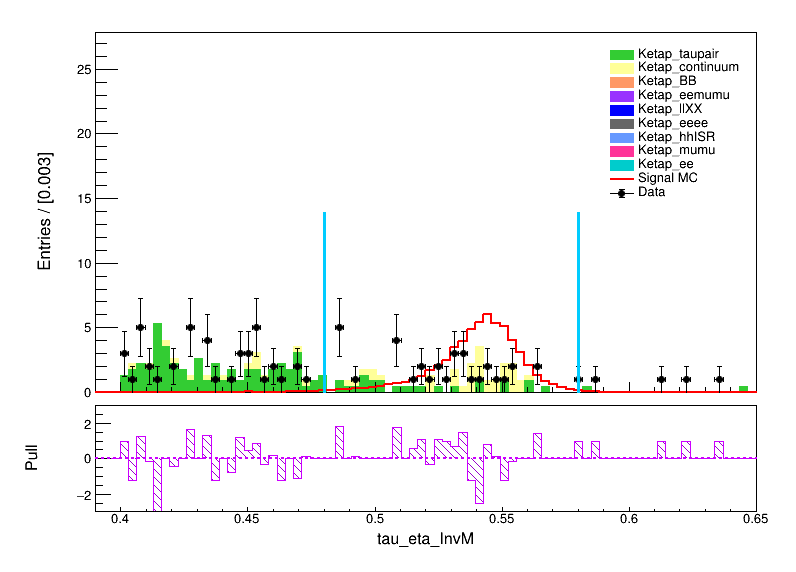 25
20
15
10
5
0
Entries / [0.003]
Ketap_taupair
Ketap_continuum
Ketap_BB
Ketap_eemumu
Ketap_llXX
Ketap_eeee
Ketap_hhISR
Ketap_mumu
Ketap_ee
Signal MC
Data
2
0
−2
Pull
0.4 0.45 0.5 0.55 0.6 0.65
tau_eta_InvM